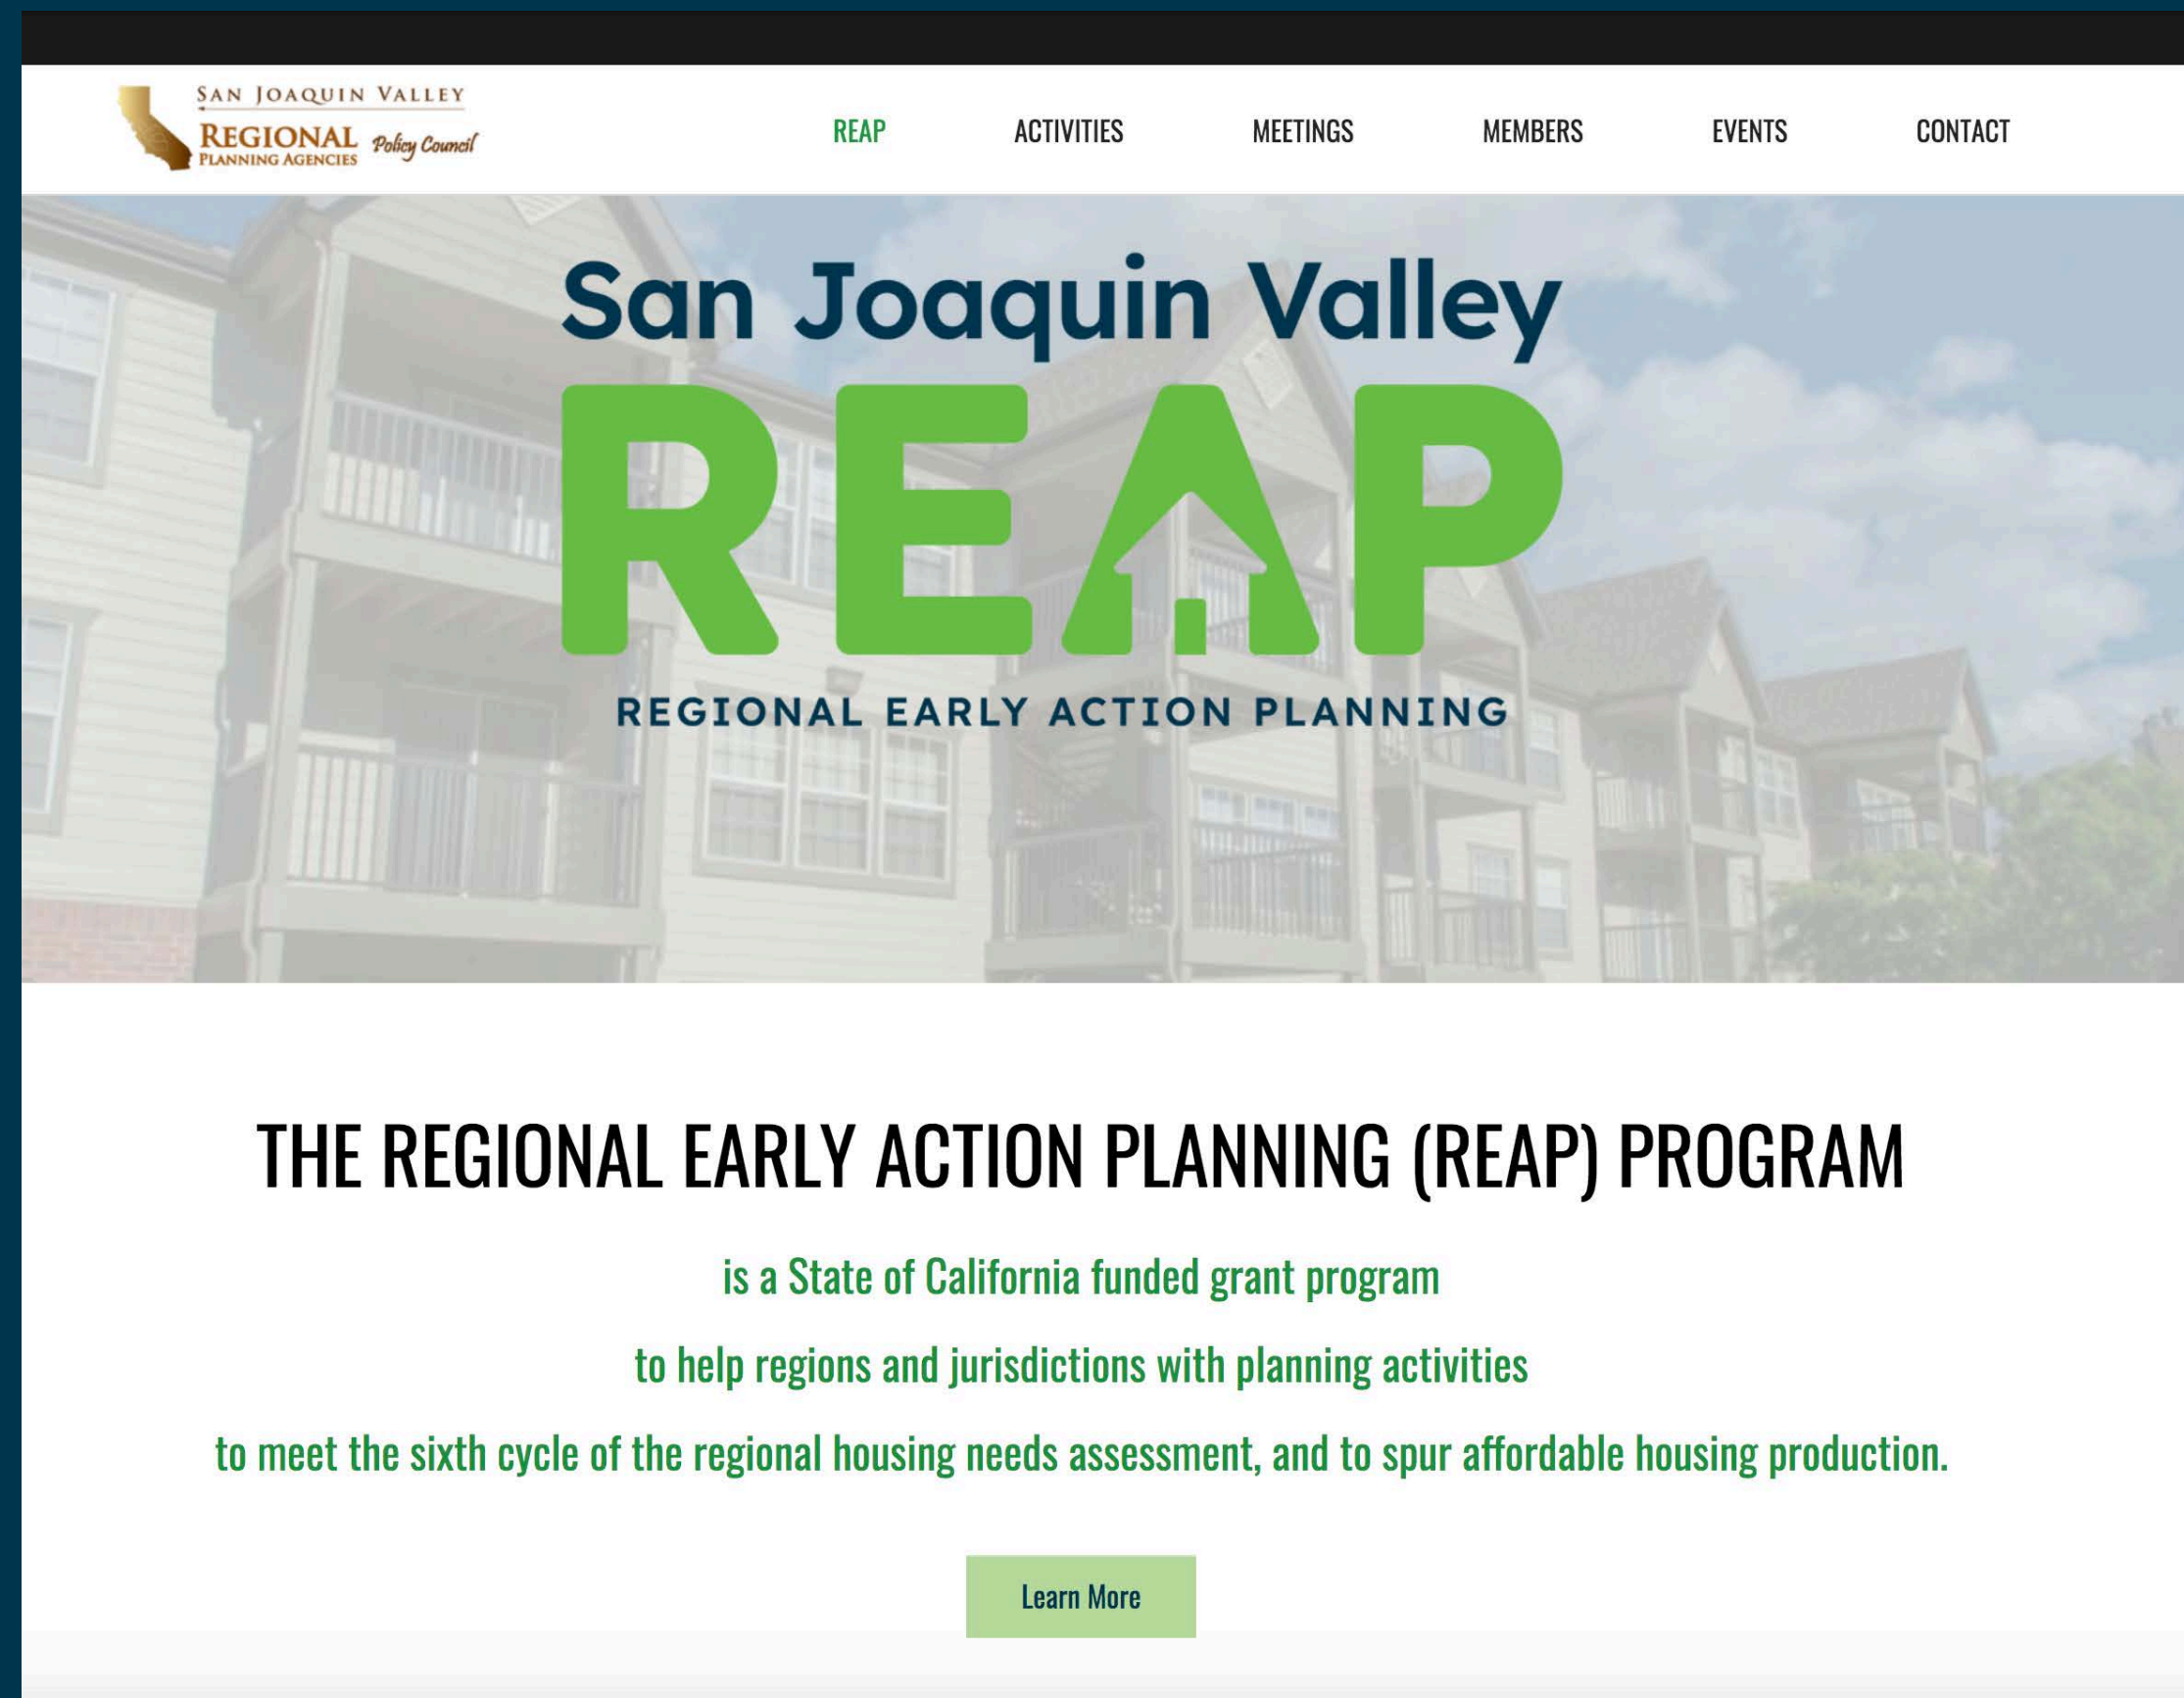 SAN JOAQUIN VALLEY
REGIONAL
PLANNING AGENCIES
Policy Council
REAP
ACTIVITIES
MEETINGS
MEMBERS
EVENTS
CONTACT
San Joaquin Valley
REAP
REGIONAL EARLY ACTION PLANNING
THE REGIONAL EARLY ACTION PLANNING (REAP) PROGRAM
is a State of California funded grant program
to help regions and jurisdictions with planning activities
to meet the sixth cycle of the regional housing needs assessment, and to spur affordable housing production.
Learn More